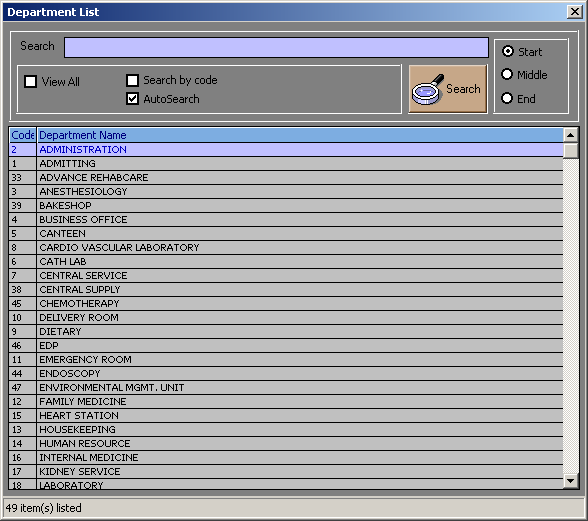 Department List
Search
Start
Middle
End
View All
Search by code
AutoSearch
Search
Code Department Name
2 ADMINISTRATION
1 ADMITTING
33 ADVANCE REHABCARE
3 ANESTHESIOLOGY
39 BAKESHOP
4 BUSINESS OFFICE
5 CANTEEN
8 CARDIO VASCULAR LABORATORY
6 CATH LAB
7 CENTRAL SERVICE
38 CENTRAL SUPPLY
45 CHEMOTHERAPY
10 DELIVERY ROOM
9 DIETARY
46 EDP
11 EMERGENCY ROOM
44 ENDOSCOPY
47 ENVIRONMENTAL MGMT. UNIT
12 FAMILY MEDICINE
15 HEART STATION
13 HOUSEKEEPING
14 HUMAN RESOURCE
16 INTERNAL MEDICINE
17 KIDNEY SERVICE
18 LABORATORY
49 item(s) listed